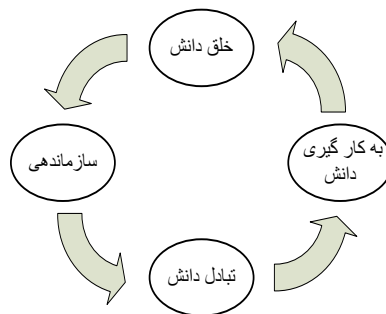 خلق دانش
سازماندهی
به کار گیری
دانش
تبادل دانش